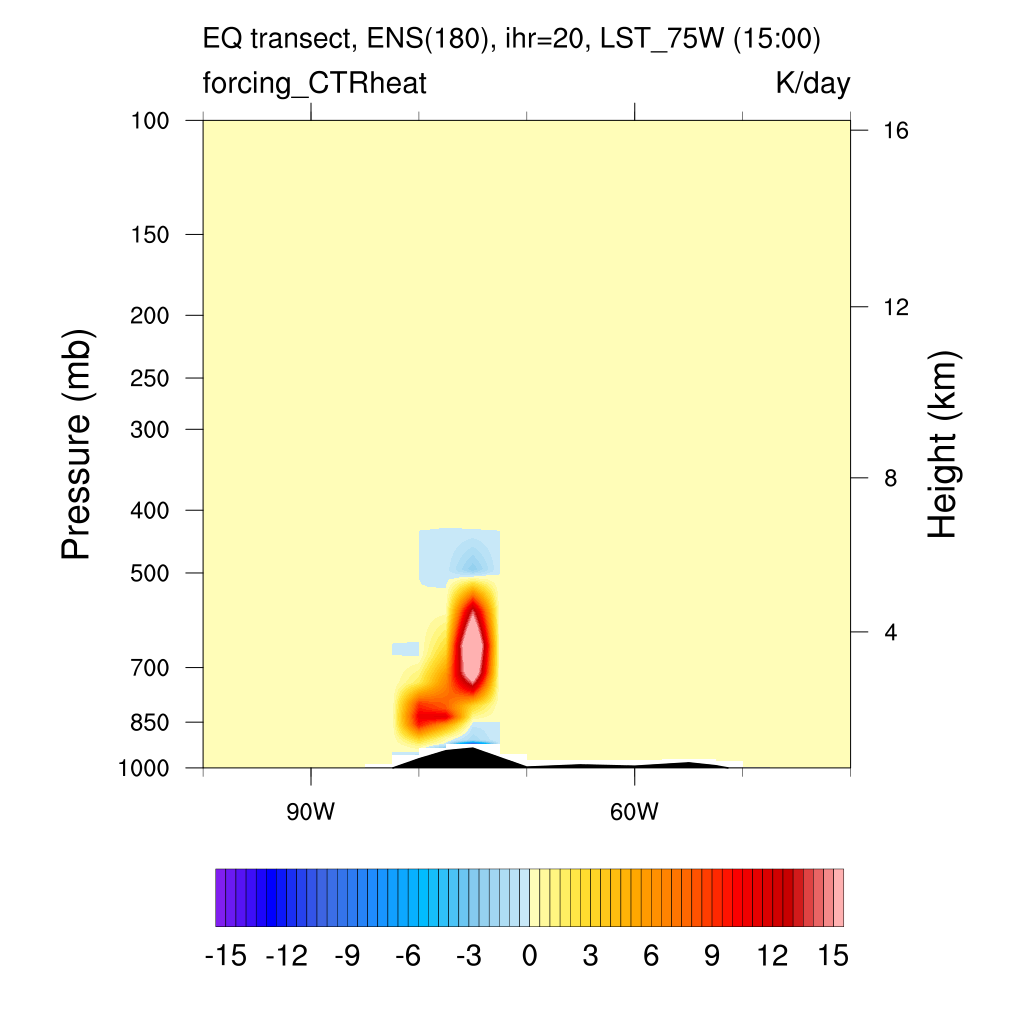 EQ transect, ENS(180), ihr=20, LST_75W (15:00)
forcing_CTRheat K/day
100
150
200
250
300
400
500
700
850
1000
Pressure (mb)
16
12
8
4
Height (km)
90W 60W
-15 -12 -9 -6 -3 0 3 6 9 12 15